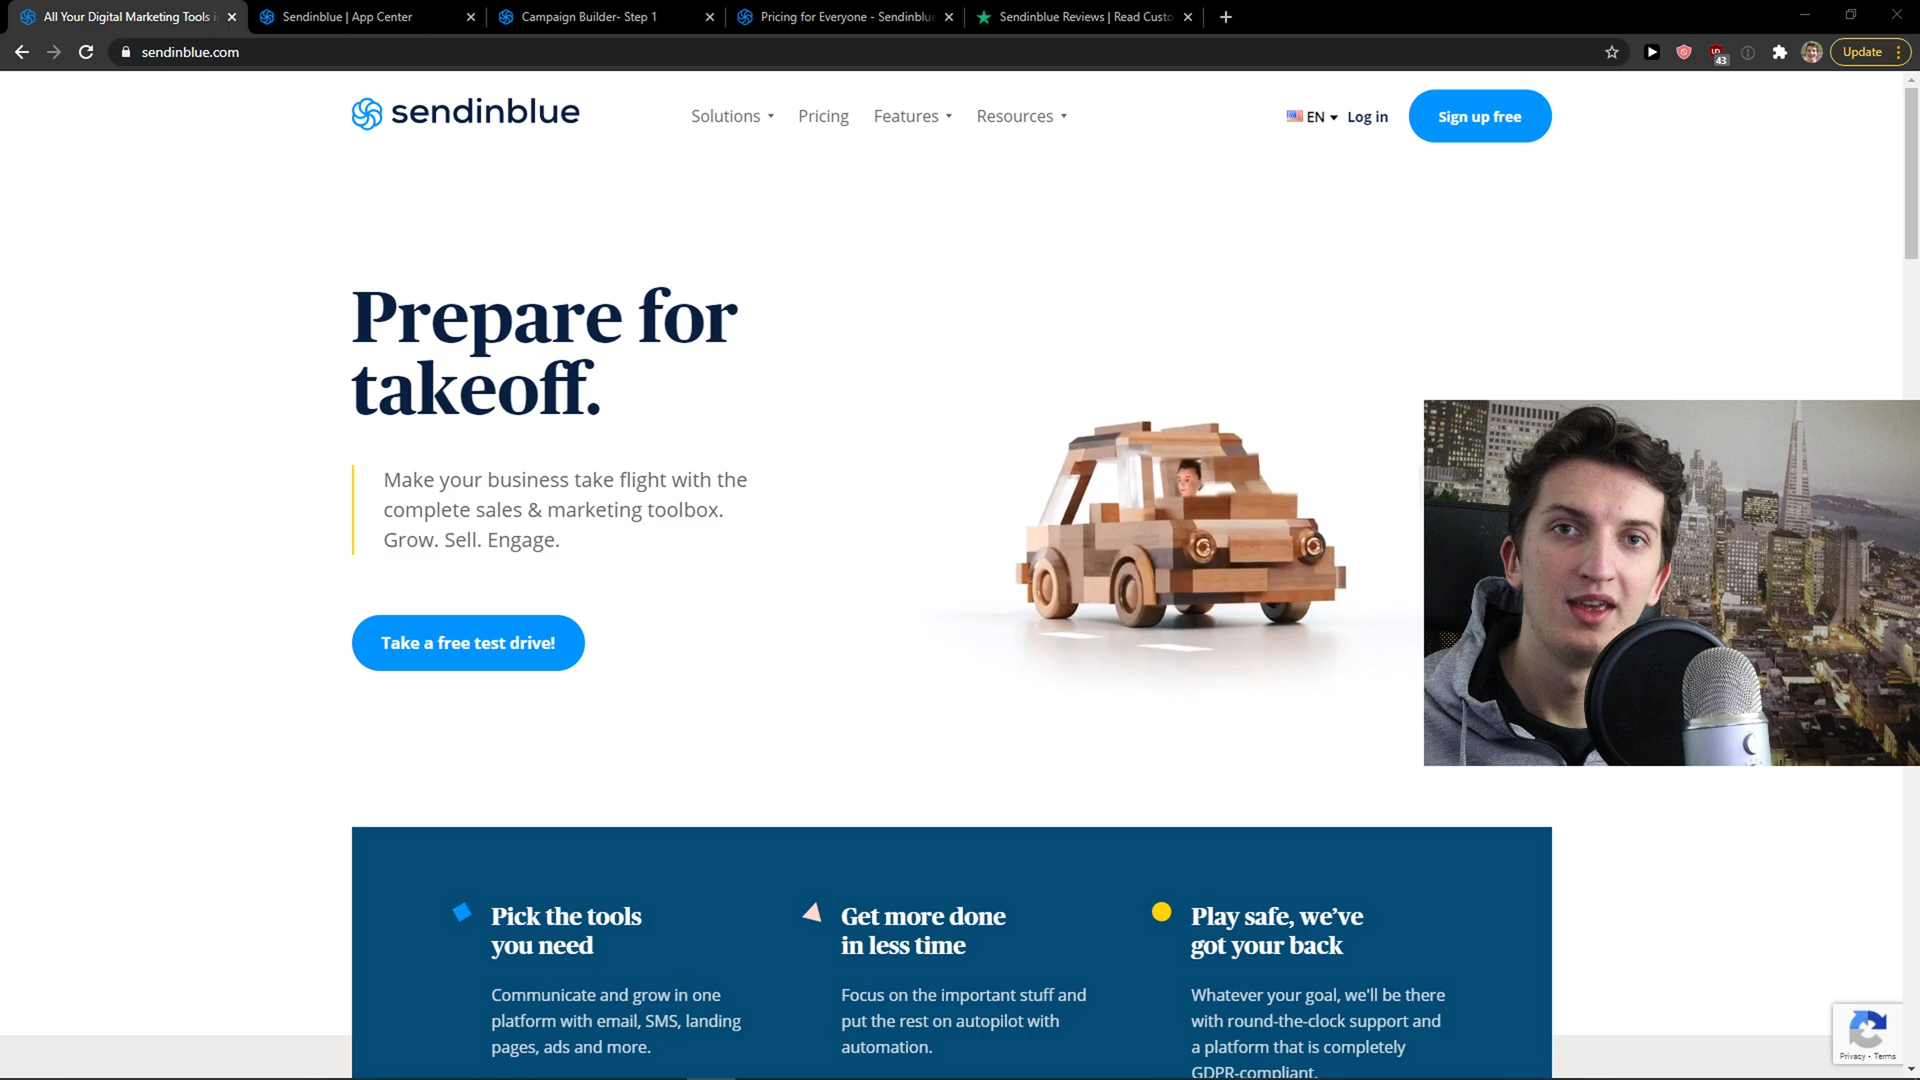 All Your Digital Marketing Tools i
Sendinblue | App Center
Campaign Builder- Step 1
Pricing for Everyone - Sendinblue
Sendinblue Reviews | Read Custo
sendinblue.com
43
Update
sendinblue
Solutions
Pricing
Features
Resources
EN
Log in
Sign up free
Prepare for
takeoff.
Make your business take flight with the
complete sales & marketing toolbox.
Grow. Sell. Engage.
Take a free test drive!
Pick the tools
you need
Communicate and grow in one
platform with email, SMS, landing
pages, ads and more.
Get more done
in less time
Focus on the important stuff and
put the rest on autopilot with
automation.
Play safe, we’ve
got your back
Whatever your goal, we'll be there
with round-the-clock support and
a platform that is completely
GDPR-compliant.
Privacy - Terms